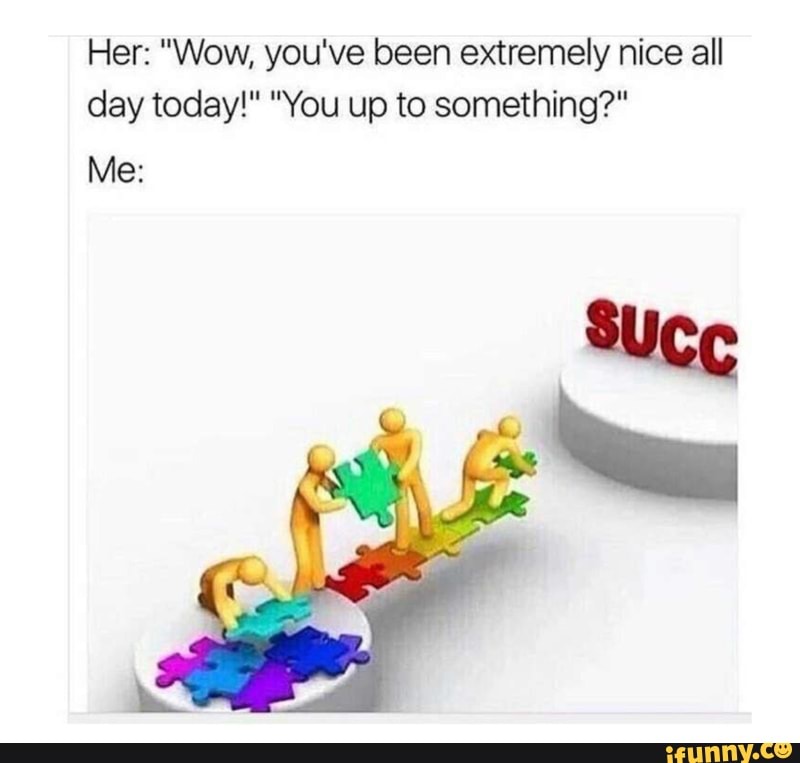 Her: "Wow, you've been extremely nice all
day today!" "You up to something?"
Me:
SUCC
ifunny.co